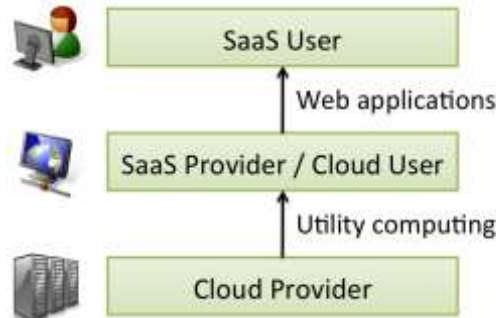 SaaS User
Web applications
SaaS Provider / Cloud User
Utility computing
Cloud Provider